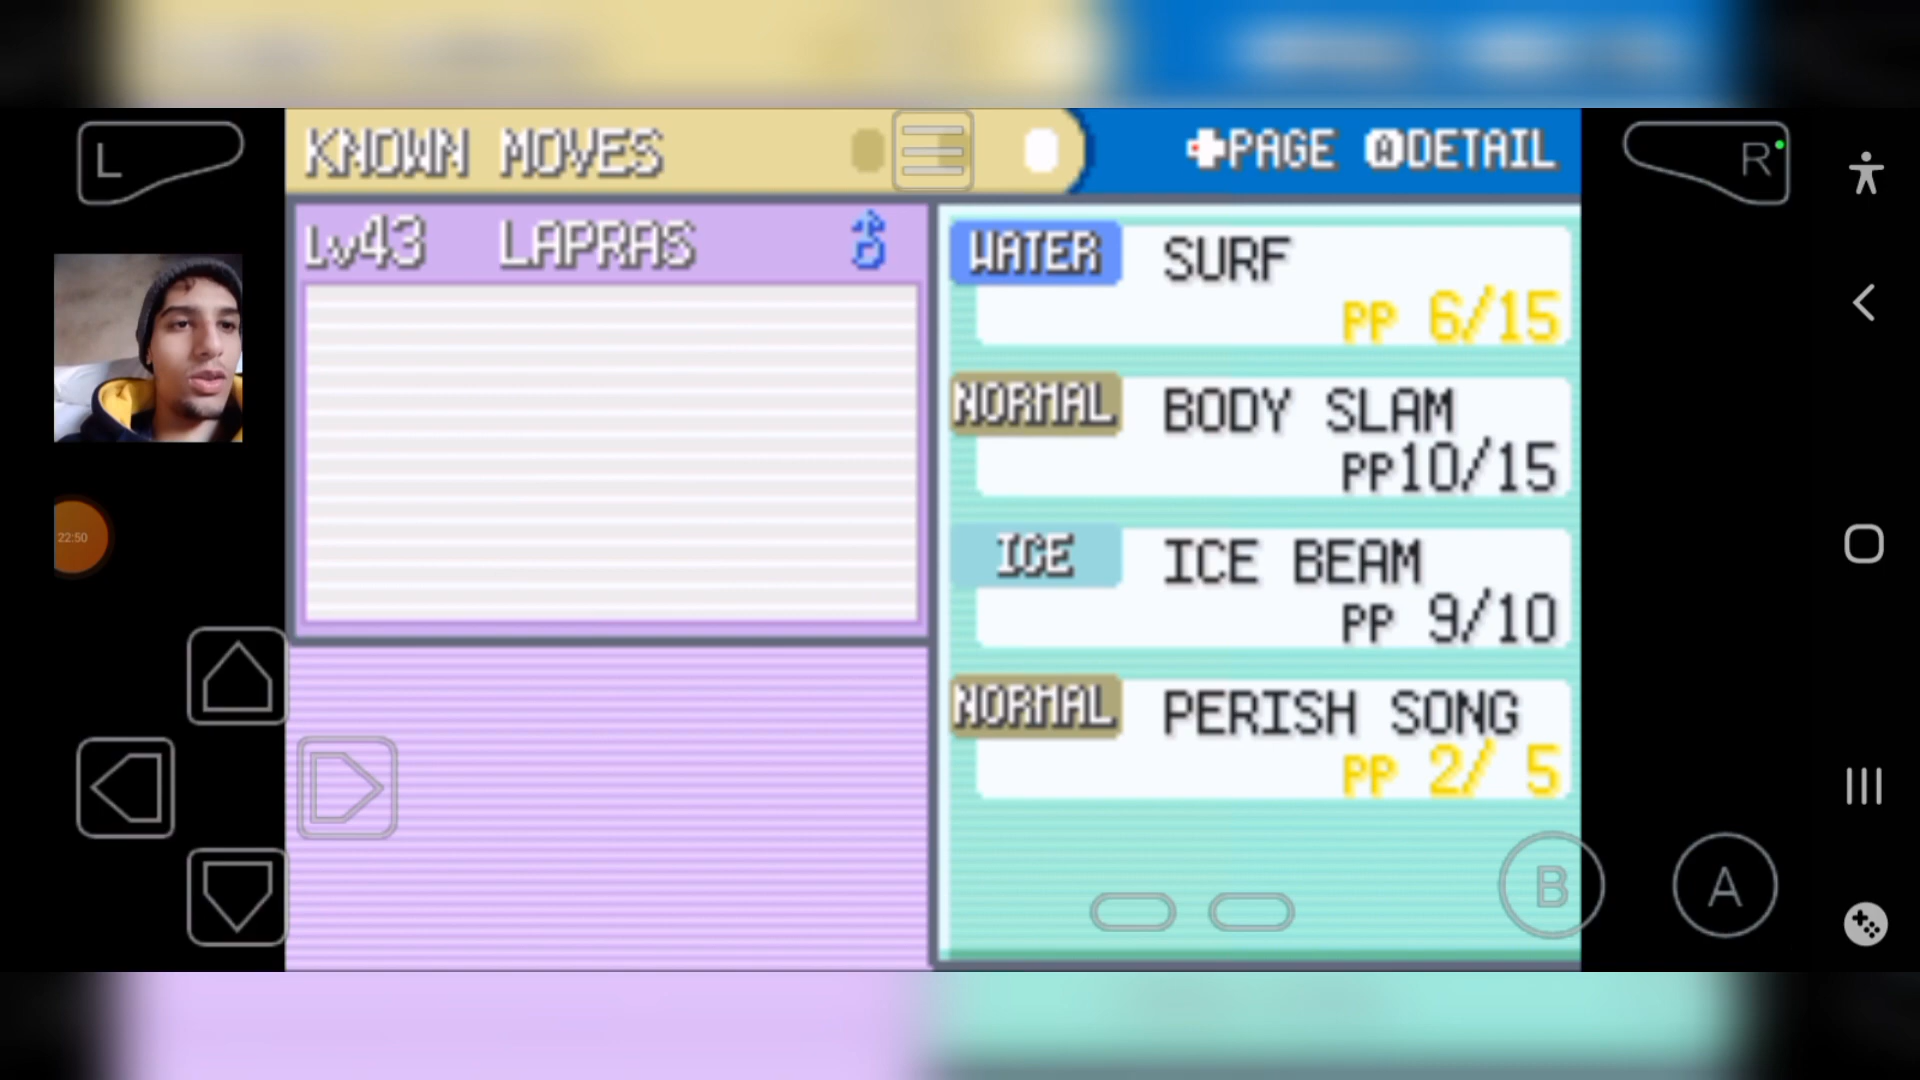 KNOWN MOVES
PAGE ADETAIL
L
R
Lv43 LAPRAS ♂
WATER SURF
PP 6/15
NORMAL BODY SLAM
PP10/15
ICE ICE BEAM
PP 9/10
NORMAL PERISH SONG
PP 2/ 5
22:50
B
A